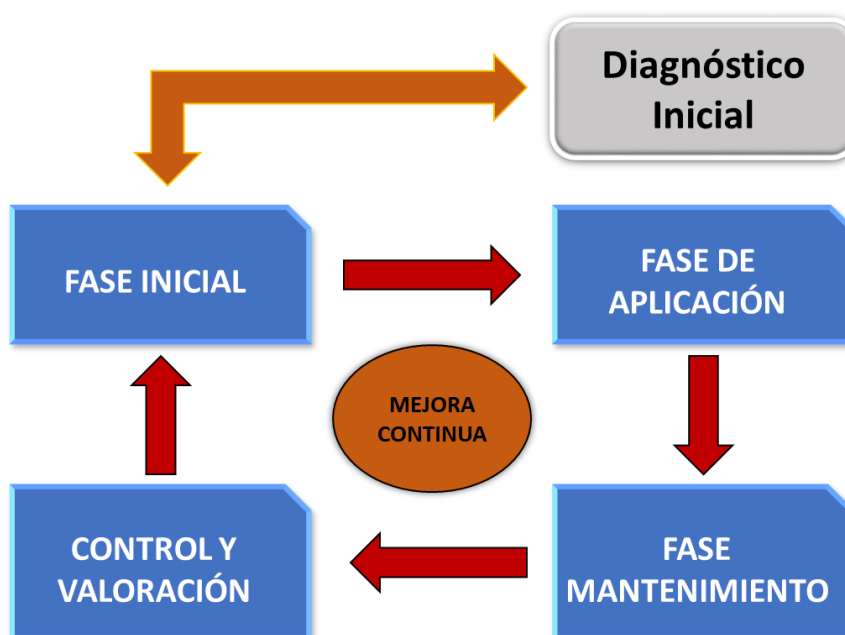 Diagnóstico
Inicial
FASE INICIAL
FASE DE
APLICACIÓN
MEJORA
CONTINUA
CONTROL Y
VALORACIÓN
FASE
MANTENIMIENTO